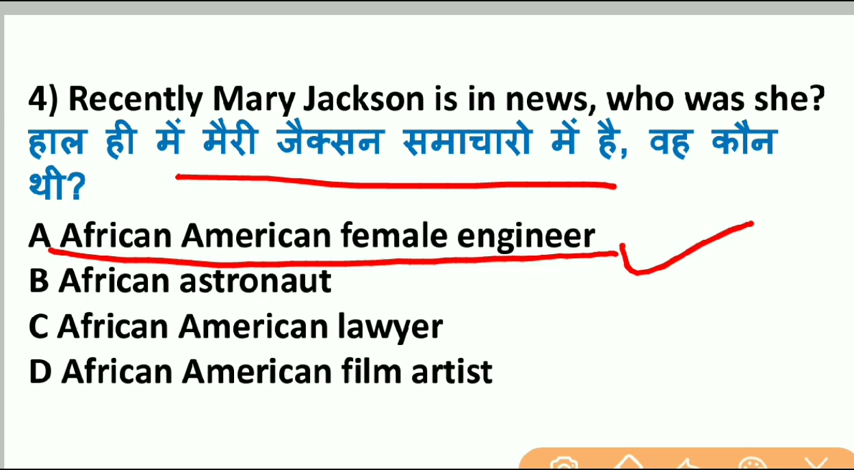 4) Recently Mary Jackson is in news, who was she?
हाल ही में मैरी जैक्सन समाचारो में है, वह कौन
थी?
A African American female engineer
B African astronaut
C African American lawyer
D African American film artist